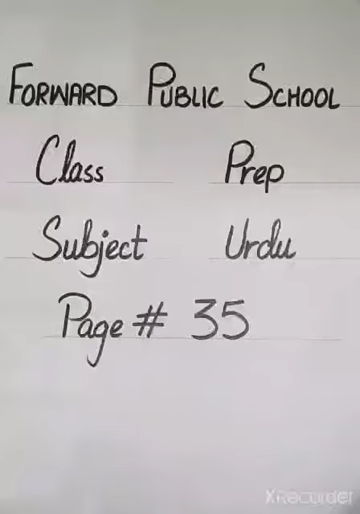 FORWARD PUBLIC SCHOOL
Class Prep
Subject Urdu
Page # 35
XRecorder